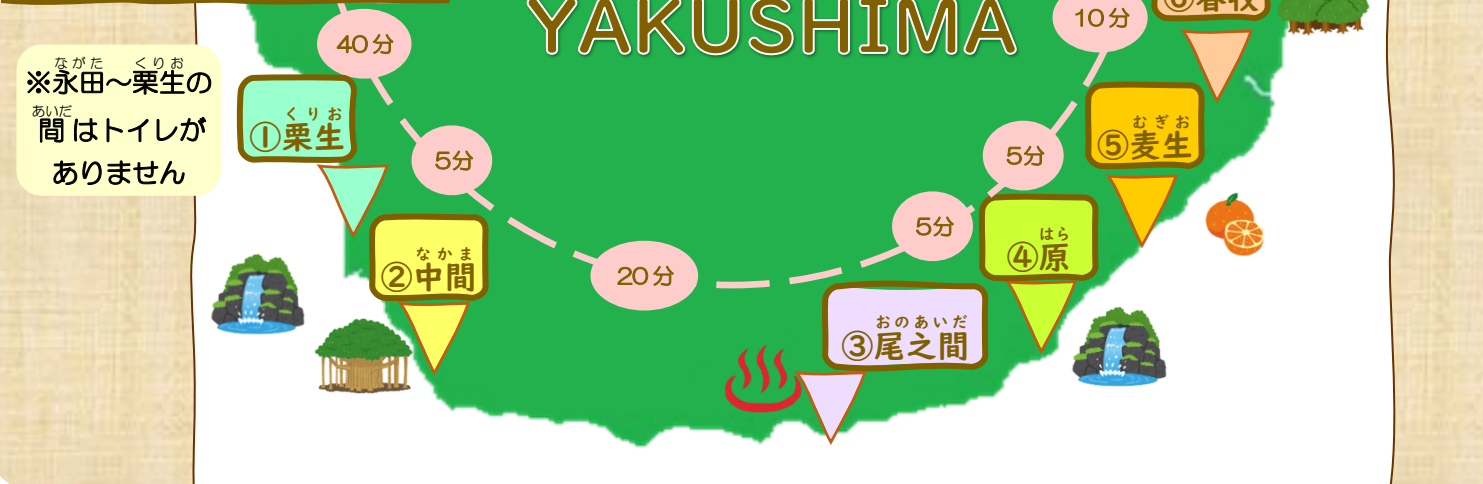 YAKUSHIMA
40分
10分
⑥春牧
ながた くりお
※永田~栗生の
あいだ
間はトイレが
ありません
くりお
①栗生
5分
むぎお
⑤麦生
5分
5分
はら
④原
なかま
②中間
20分
おのあいだ
③尾之間